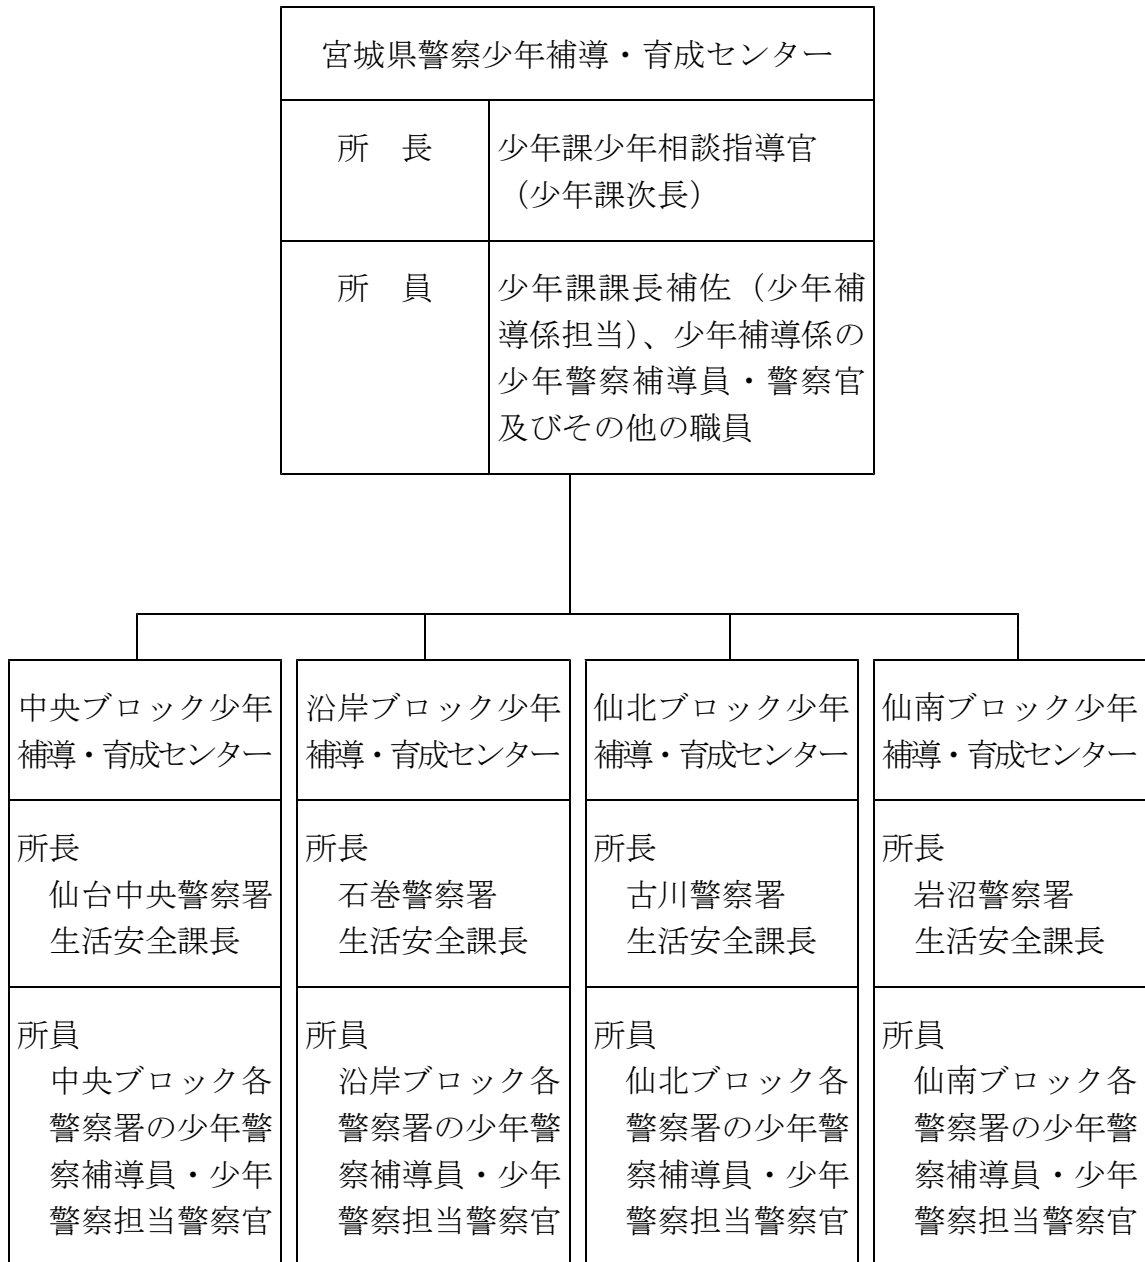 宮城県警察少年補導・育成センター
所　長
少年課少年相談指導官
（少年課次長）
所　員
少年課課長補佐（少年補
導係担当）、少年補導係の
少年警察補導員・警察官
及びその他の職員
中央ブロック少年
補導・育成センター
所長
仙台中央警察署
生活安全課長
所員
中央ブロック各
警察署の少年警
察補導員・少年
警察担当警察官
沿岸ブロック少年
補導・育成センター
所長
石巻警察署
生活安全課長
所員
沿岸ブロック各
警察署の少年警
察補導員・少年
警察担当警察官
仙北ブロック少年
補導・育成センター
所長
古川警察署
生活安全課長
所員
仙北ブロック各
警察署の少年警
察補導員・少年
警察担当警察官
仙南ブロック少年
補導・育成センター
所長
岩沼警察署
生活安全課長
所員
仙南ブロック各
警察署の少年警
察補導員・少年
警察担当警察官